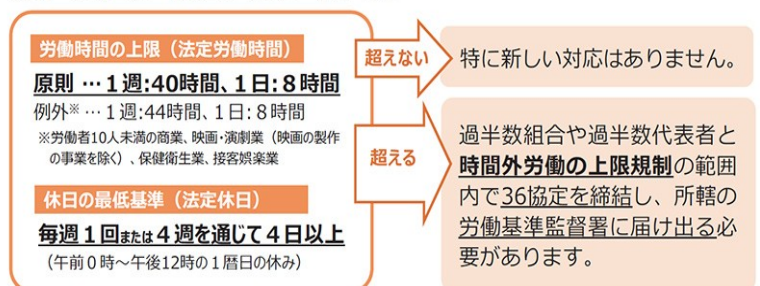 労働時間の上限（法定労働時間）
原則 …１週:40時間、１日:８時間
例外※ …１週:44時間、１日:８時間
※労働者10人未満の商業、映画・演劇業（映画の製作
の事業を除く）、保健衛生業、接客娯楽業
休日の最低基準（法定休日）
毎週１回または４週を通じて４日以上
（午前０時～午後12時の１暦日の休み）
超えない
特に新しい対応はありません。
超える
過半数組合や過半数代表者と
時間外労働の上限規制の範囲
内で36協定を締結し、所轄の
労働基準監督署に届け出る必
要があります。